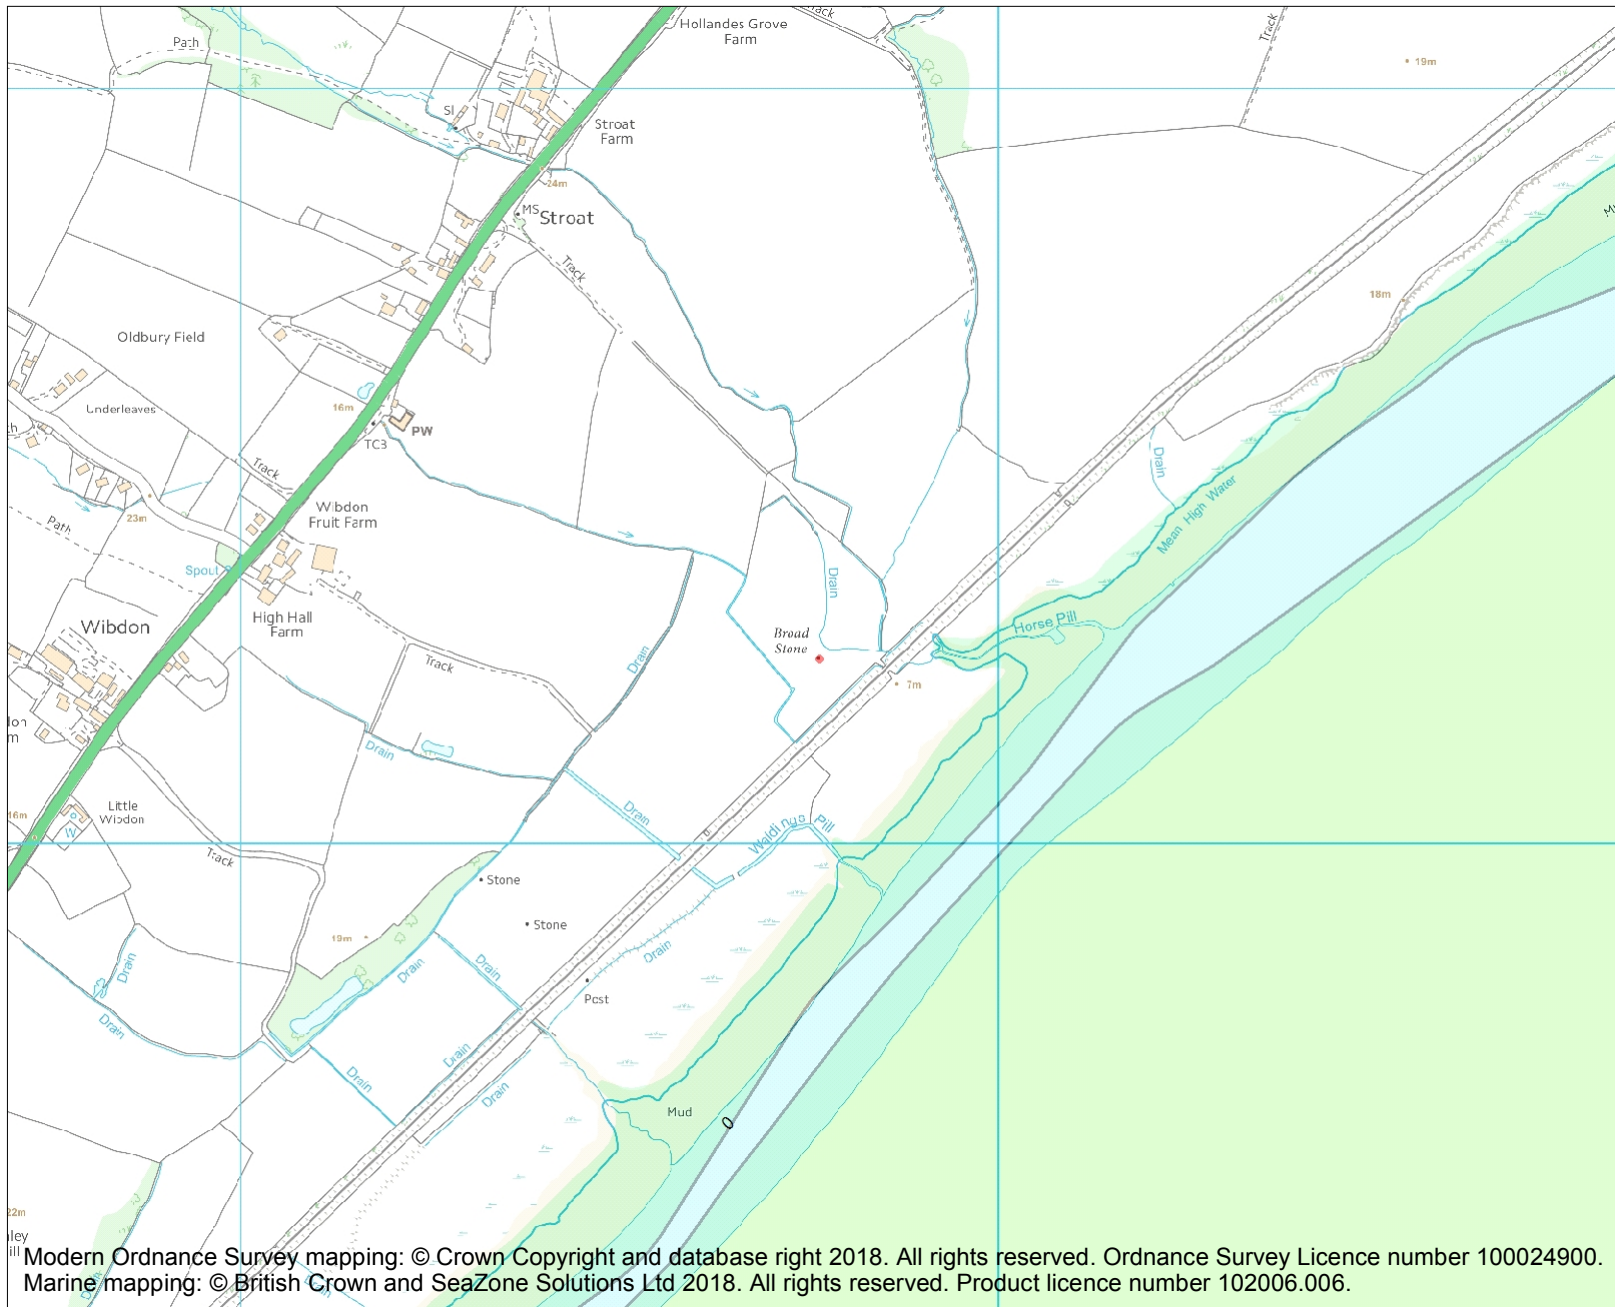 Track
Hollandes Grove
Farm
Track
Path
19m
Sl
Stroat
Farm
24m
MS
Stroat
Track
18m
Oldbury Field
Underleaves
16m
PW
TC3
Track
Drain
Mean High Water
Path
23m
Wibdon
Fruit Farm
Spout
Drain
High Hall
Farm
Wibdon
Horse Pill
Broad
Stone
Drain
Track
7m
Drain
Little
Wibdon
16m
W
Drain
Waldings Pill
Track
Stone
Stone
19m
Drain
Drain
Drain
Drain
Post
Drain
Drain
Drain
Drain
Mud
0
22m
Modern Ordnance Survey mapping: © Crown Copyright and database right 2018. All rights reserved. Ordnance Survey Licence number 100024900.
Marine mapping: © British Crown and SeaZone Solutions Ltd 2018. All rights reserved. Product licence number 102006.006.
Drain